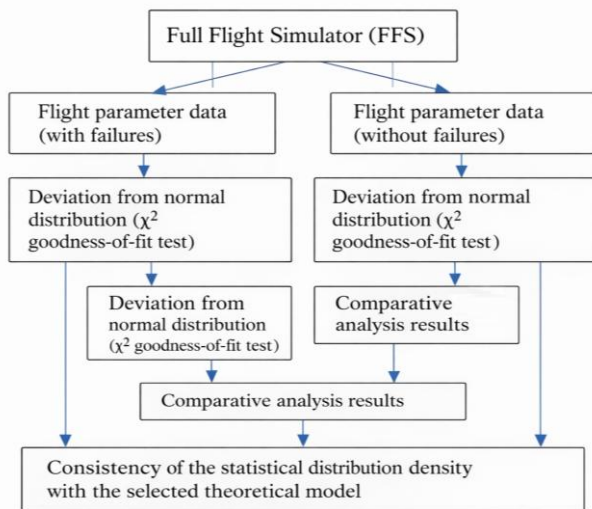 Full Flight Simulator (FFS)
Flight parameter data
(with failures)
Flight parameter data
(without failures)
Deviation from normal
distribution (χ²
goodness-of-fit test)
Deviation from normal
distribution (χ²
goodness-of-fit test)
Deviation from
normal distribution
(χ² goodness-of-fit test)
Comparative
analysis results
Comparative analysis results
Consistency of the statistical distribution density
with the selected theoretical model